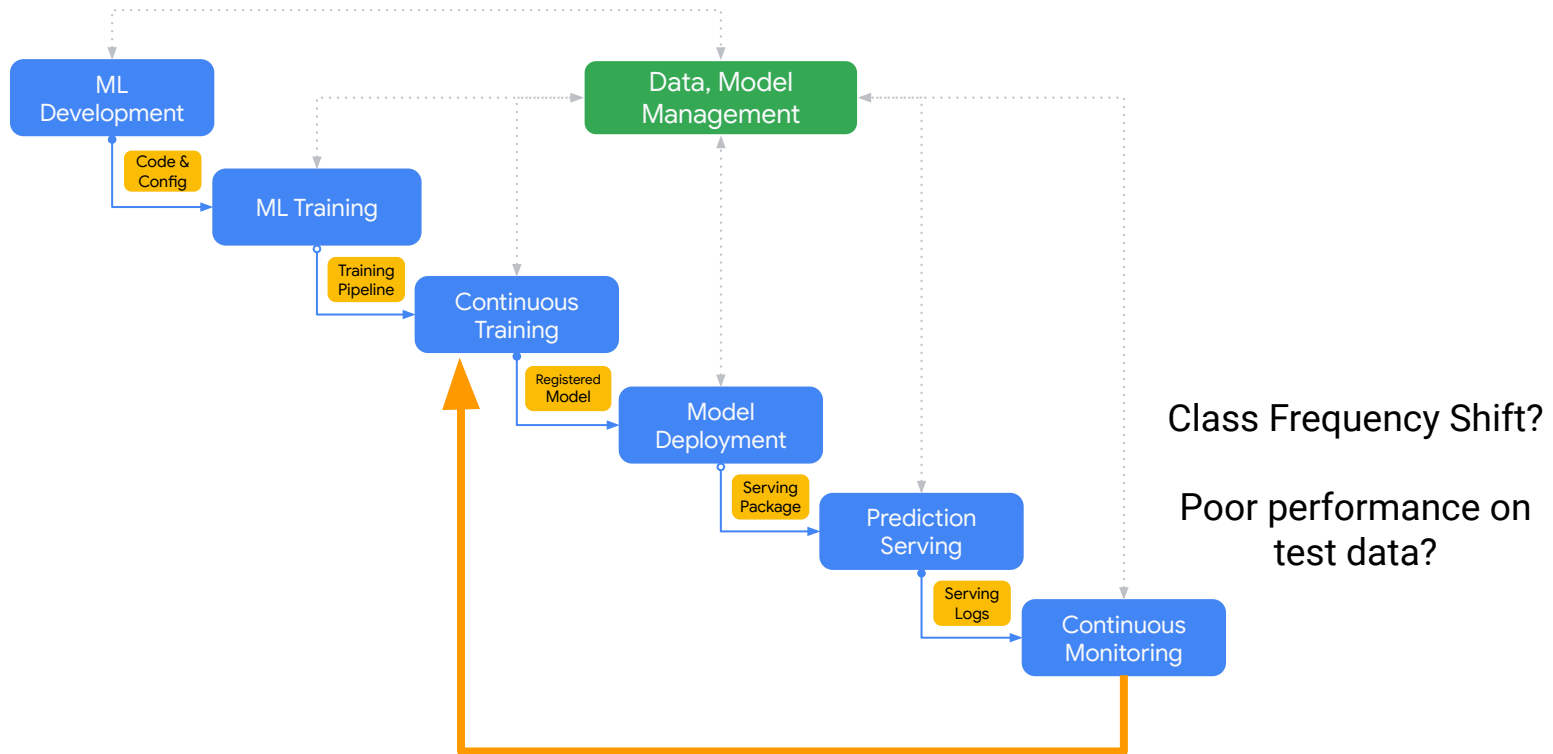 ML
Development
Data, Model
Management
Code &
Config
ML Training
Training
Pipeline
Continuous
Training
Registered
Model
Model
Deployment
Class Frequency Shift?
Serving
Package
Prediction
Serving
Poor performance on
test data?
Serving
Logs
Continuous
Monitoring